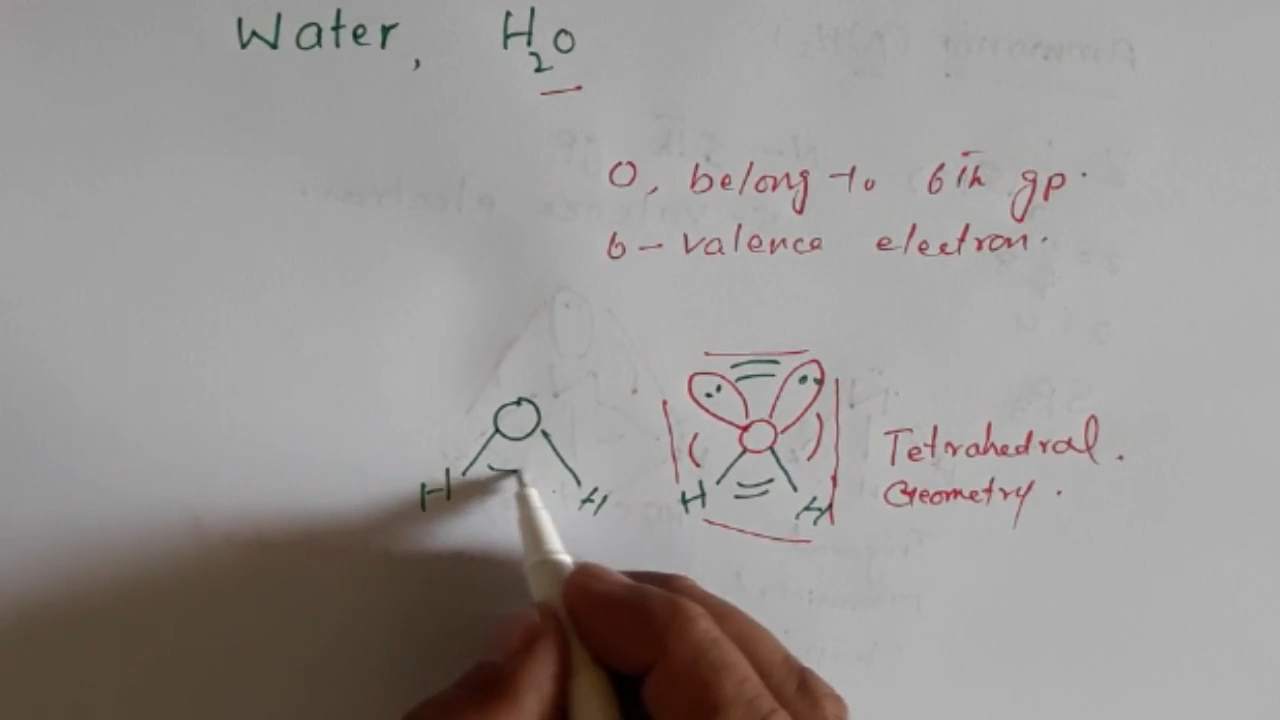 Water, H2O
O, belong to 6th gp.
6- valence electron.
H H
H H
Tetrahedral.
Geometry.